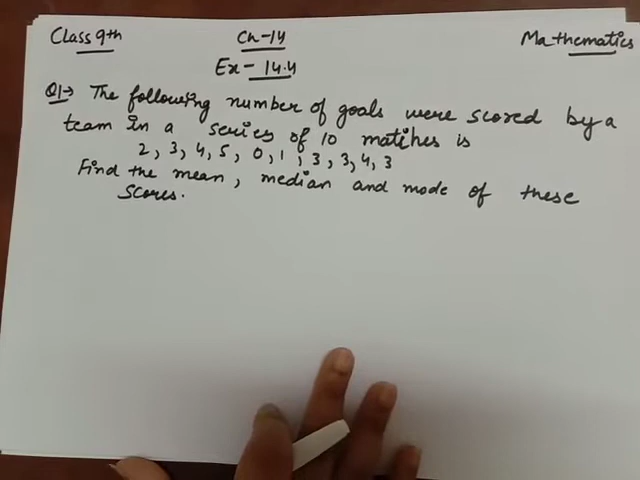 Class 9th
Ch-14
Mathematics
Ex- 14.4
Q1→ The following number of goals were scored by a
team in a series of 10 matches is
2, 3, 4, 5, 0, 1, 3, 3, 4, 3
Find the mean, median and mode of these
scores.